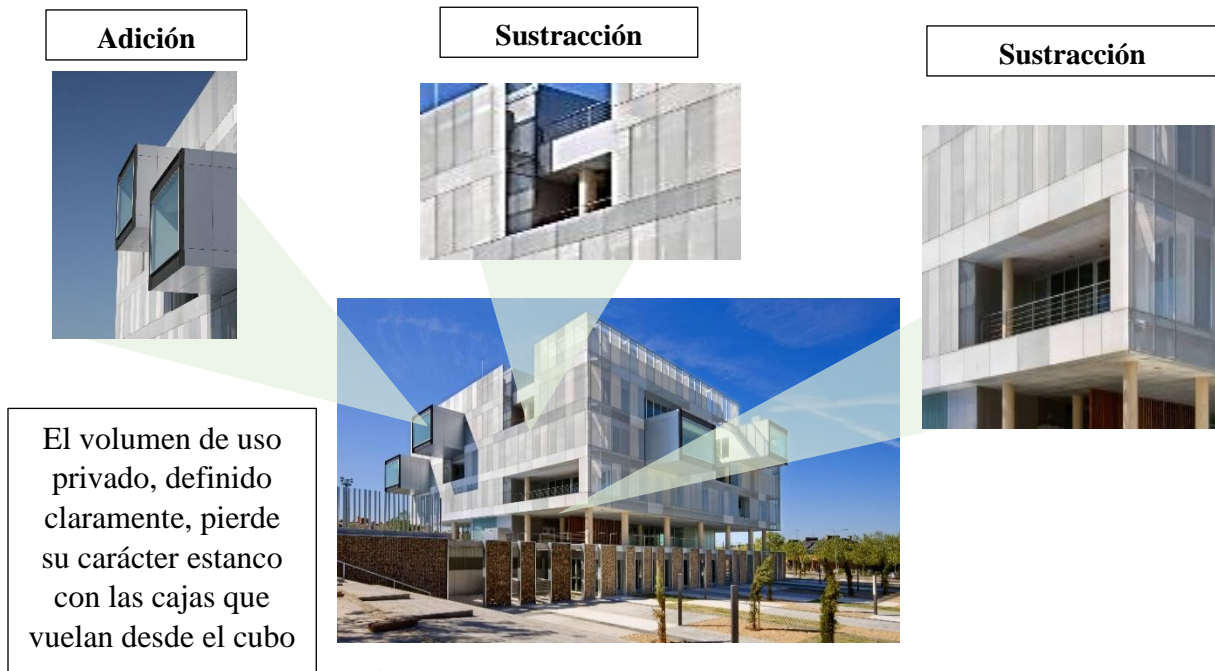 Adición
Sustracción
Sustracción
El volumen de uso
privado, definido
claramente, pierde
su carácter estanco
con las cajas que
vuelan desde el cubo